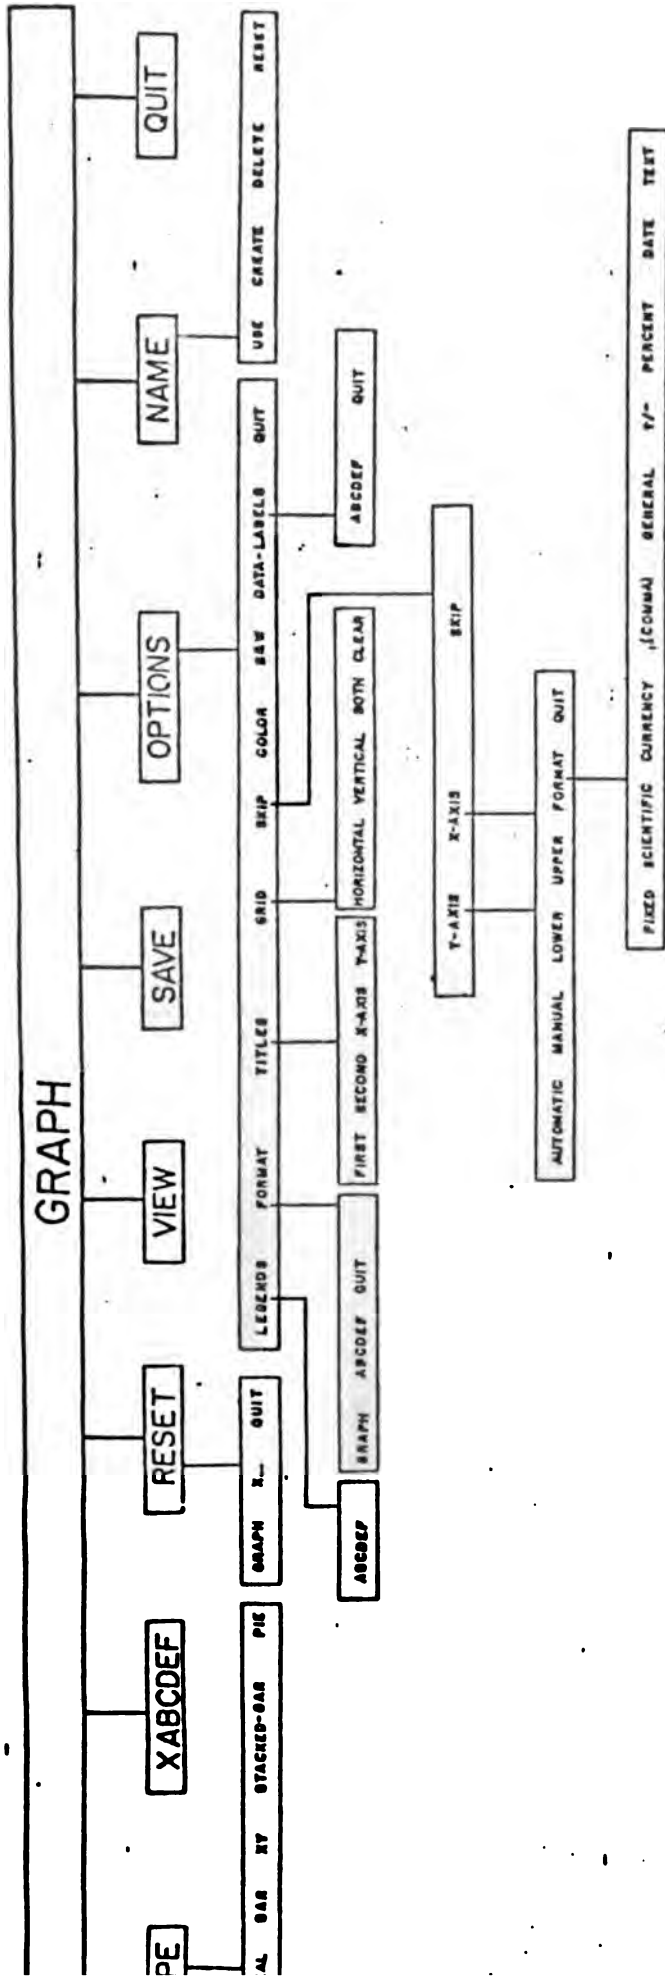 GRAPH
PE
XABCDEF
RESET
VIEW
SAVE
OPTIONS
NAME
QUIT
AL BAR XY STACKED-BAR PIE
GRAPH X... QUIT
LEGENDS FORMAT TITLES GRID SKIP COLOR B&W DATA-LABELS QUIT
USE CREATE DELETE RESET
ABCDEF
GRAPH ABCDEF QUIT
FIRST SECOND X-AXIS Y-AXIS
HORIZONTAL VERTICAL BOTH CLEAR
ABCDEF QUIT
Y-AXIS X-AXIS SKIP
AUTOMATIC MANUAL LOWER UPPER FORMAT QUIT
FIXED SCIENTIFIC CURRENCY ,(COMMA) GENERAL +/- PERCENT DATE TEXT